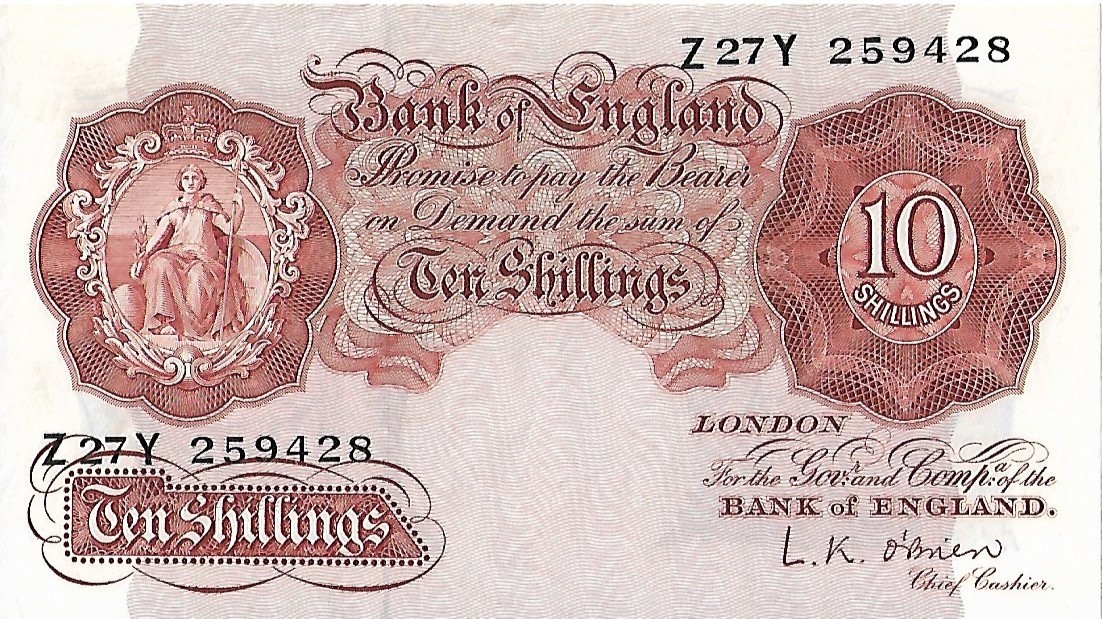 Z27Y 259428
Bank of England
Promise to pay the Bearer
on Demand the sum of
Ten Shillings
10
SHILLINGS
Z27Y 259428
Ten Shillings
LONDON
For the Govr. and Compa. of the
BANK of ENGLAND.
L.K. O'Brien
Chief Cashier.